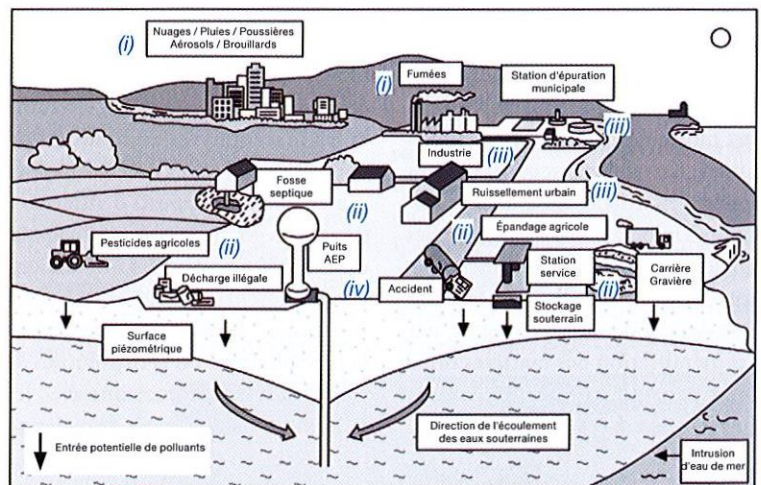 Nuages / Pluies / Poussières
Aérosols / Brouillards
(i)
(i)
Fumées
Station d'épuration
municipale
(iii)
Industrie
(iii)
Fosse
septique
(ii)
Ruissellement urbain
(iii)
Pesticides agricoles
(ii)
Puits
AEP
(ii)
Épandage agricole
Décharge illégale
(iv)
Accident
Station
service
(ii)
Carrière
Gravière
Stockage
souterrain
Surface
piézométrique
Direction de l'écoulement
des eaux souterraines
Entrée potentielle de polluants
Intrusion
d'eau de mer